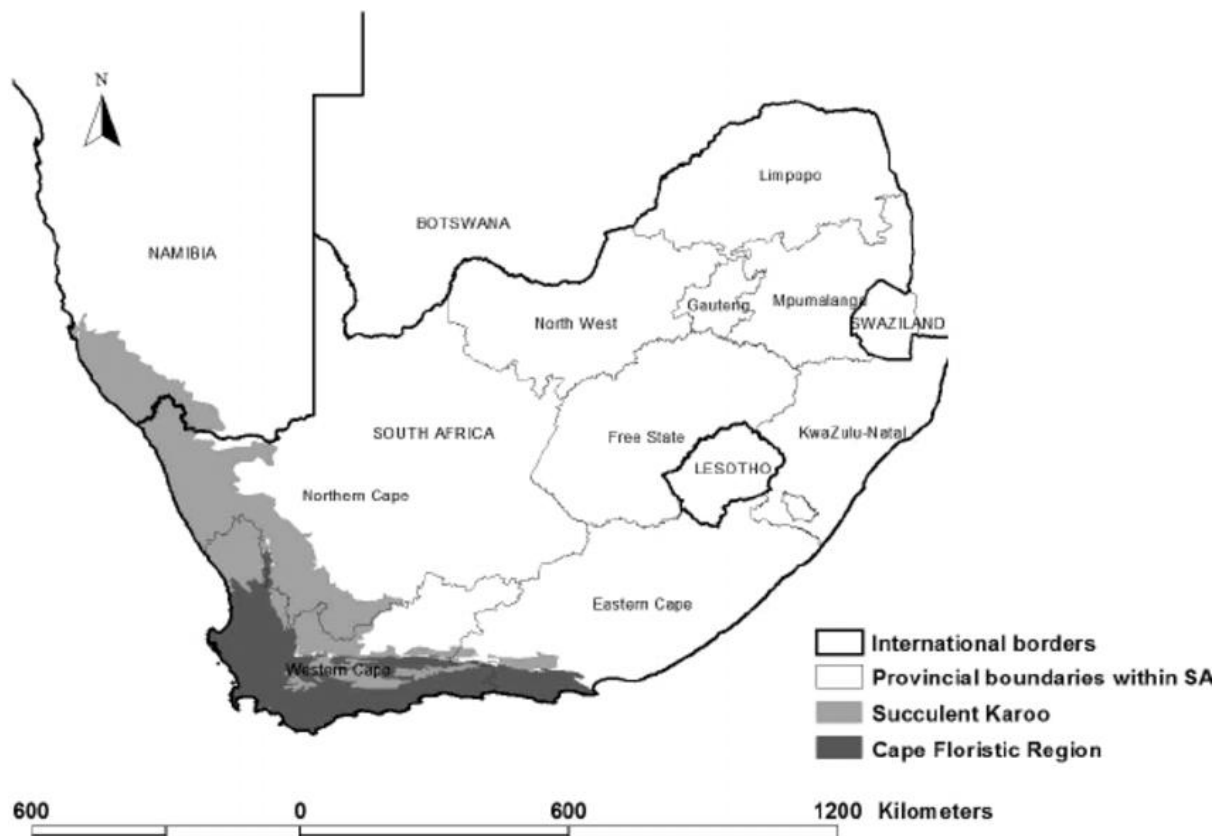 N
Limpopo
BOTSWANA
NAMIBIA
Gauteng
Mpumalanga
North West
SWAZILAND
SOUTH AFRICA
Free State
KwaZulu-Natal
LESOTHO
Northern Cape
Eastern Cape
Western Cape
International borders
Provincial boundaries within SA
Succulent Karoo
Cape Floristic Region
600 0 600 1200 Kilometers